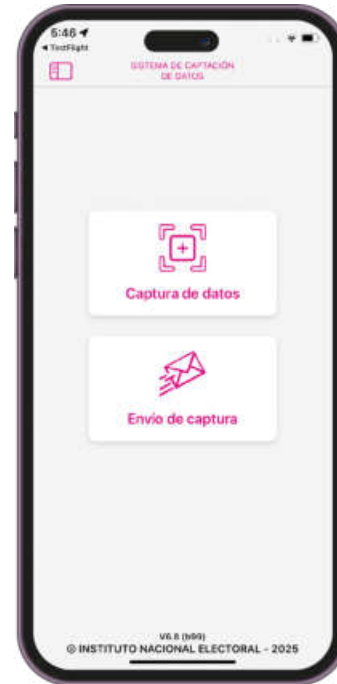 5:46
◀ TestFlight
SISTEMA DE CAPTACIÓN
DE DATOS
Captura de datos
Envío de captura
V6.8 (b99)
© INSTITUTO NACIONAL ELECTORAL - 2025